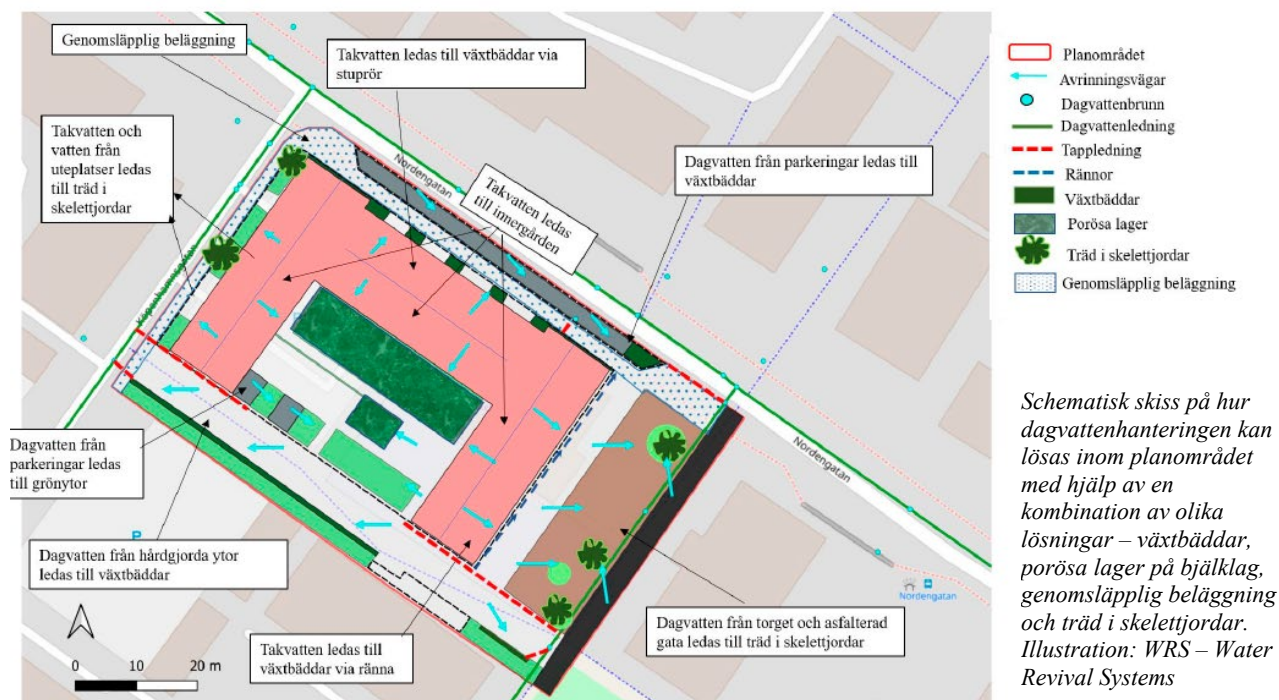 Genomsläpplig beläggning
Takvatten ledas till växtbäddar via
stuprör
Takvatten och
vatten från
uteplatser ledas
till träd i
skelettjordar
Nordengatan
Takvatten ledas
till innergården
Dagvatten från parkeringar ledas till
växtbäddar
Dagvatten från
parkeringar ledas
till grönytor
P
Dagvatten från hårdgjorda ytor
ledas till växtbäddar
Nordengatan
Nordengatan
Takvatten ledas till
växtbäddar via ränna
Dagvatten från torget och asfalterad
gata ledas till träd i skelettjordar
0 10 20 m
Planområdet
Avrinningsvägar
Dagvattenbrunn
Dagvattenledning
Tappledning
Rännor
Växtbäddar
Porösa lager
Träd i skelettjordar
Genomsläpplig beläggning
Schematisk skiss på hur
dagvattenhanteringen kan
lösas inom planområdet
med hjälp av en
kombination av olika
lösningar – växtbäddar,
porösa lager på bjälklag,
genomsläpplig beläggning
och träd i skelettjordar.
Illustration: WRS – Water
Revival Systems